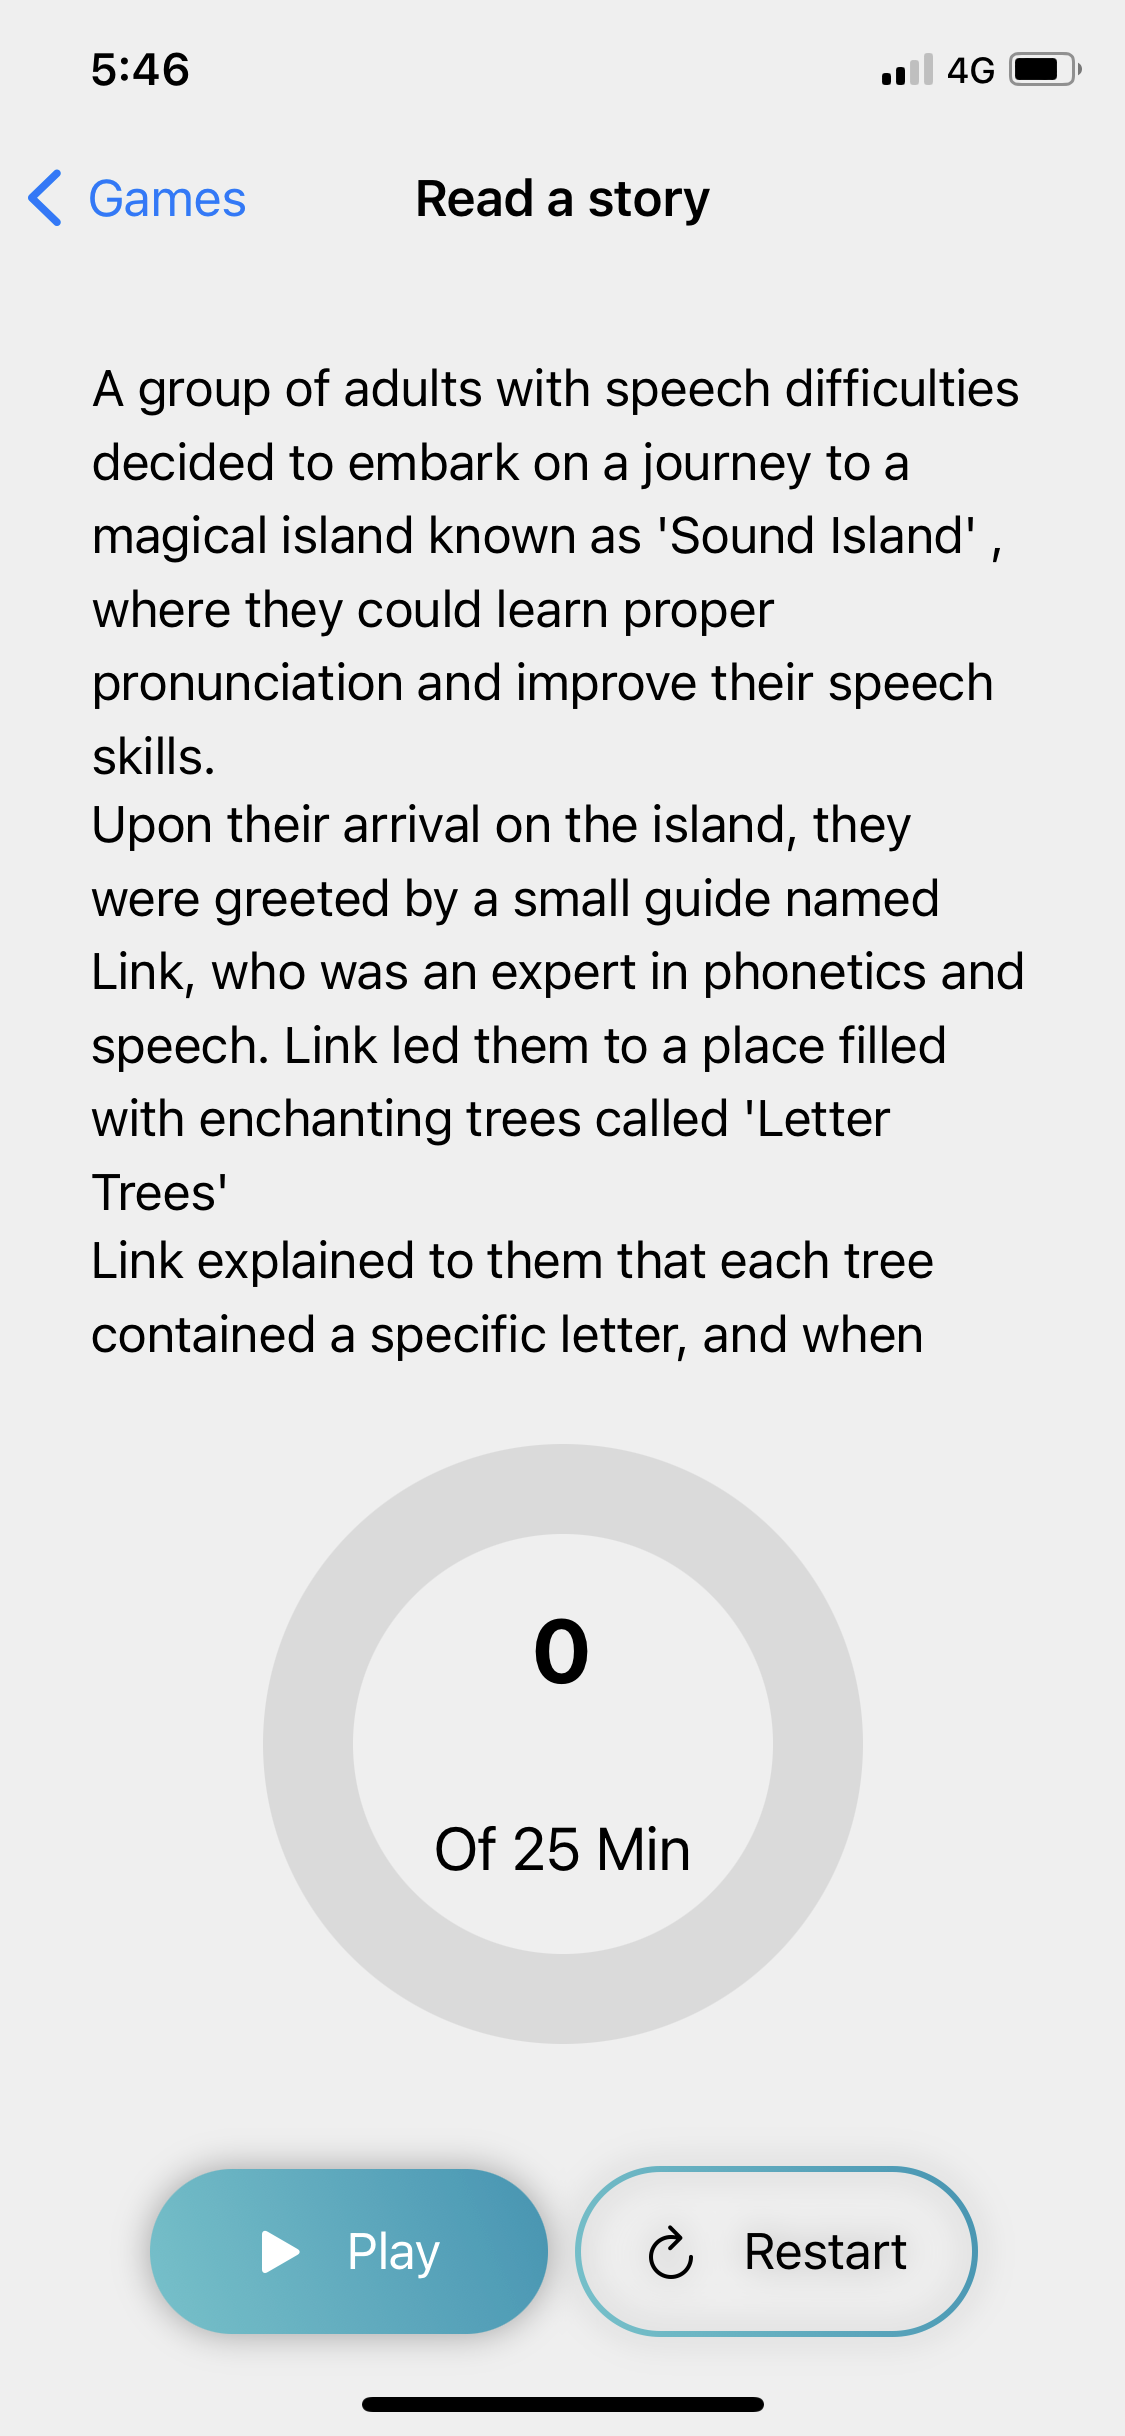 5:46
4G
Games
Read a story
A group of adults with speech difficulties
decided to embark on a journey to a
magical island known as 'Sound Island' ,
where they could learn proper
pronunciation and improve their speech
skills.
Upon their arrival on the island, they
were greeted by a small guide named
Link, who was an expert in phonetics and
speech. Link led them to a place filled
with enchanting trees called 'Letter
Trees'
Link explained to them that each tree
contained a specific letter, and when
0
Of 25 Min
Play
Restart